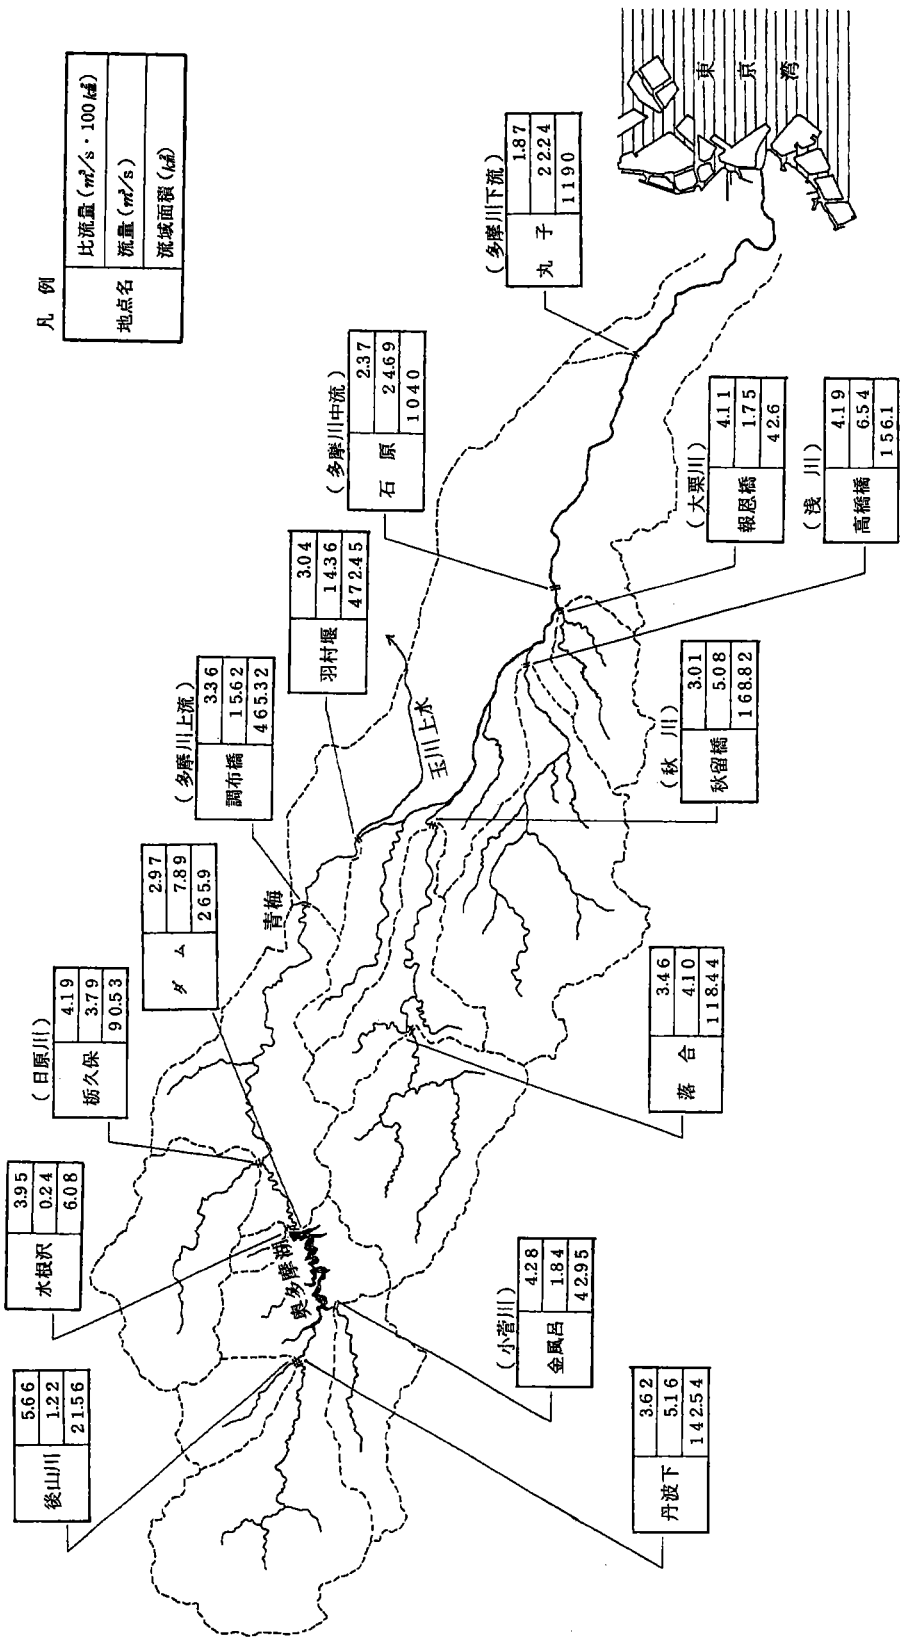 凡例
地点名
比流量(m³/s・100km²)
流量(m³/s)
流域面積(km²)
後山川
5.66
1.22
21.56
水根沢
3.95
0.24
6.08
(日原川)
栃久保
4.19
3.79
90.53
ダム
2.97
7.89
265.9
(多摩川上流)
調布橋
3.36
15.62
465.32
羽村堰
3.04
14.36
472.45
(多摩川中流)
石原
2.37
24.69
1040
(多摩川下流)
丸子
1.87
22.24
1190
奥多摩湖
青梅
玉川上水
東京湾
丹波下
3.62
5.16
142.54
(小菅川)
金風呂
4.28
1.84
42.95
落合
3.46
4.10
118.44
(秋川)
秋留橋
3.01
5.08
168.82
(大栗川)
報恩橋
4.11
1.75
42.6
(浅川)
高橋橋
4.19
6.54
156.1